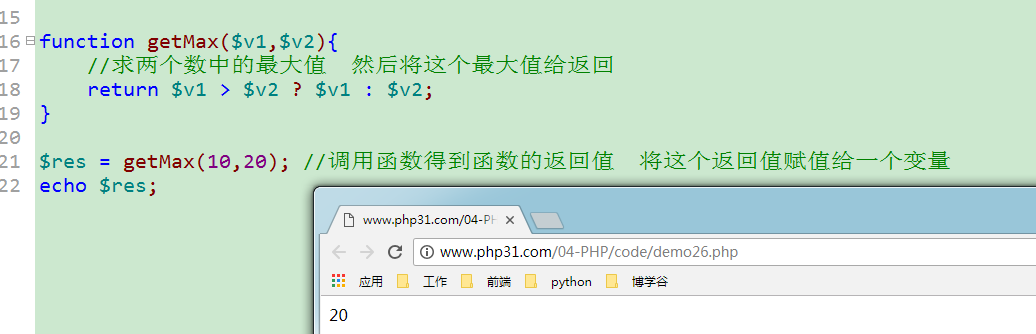 15
16 function getMax($v1,$v2){
17 //求两个数中的最大值 然后将这个最大值给返回
18 return $v1 > $v2 ? $v1 : $v2;
19 }
20
21 $res = getMax(10,20); //调用函数得到函数的返回值 将这个返回值赋值给一个变量
22 echo $res;
www.php31.com/04-PH
www.php31.com/04-PHP/code/demo26.php
应用 工作 前端 python 博学谷
20